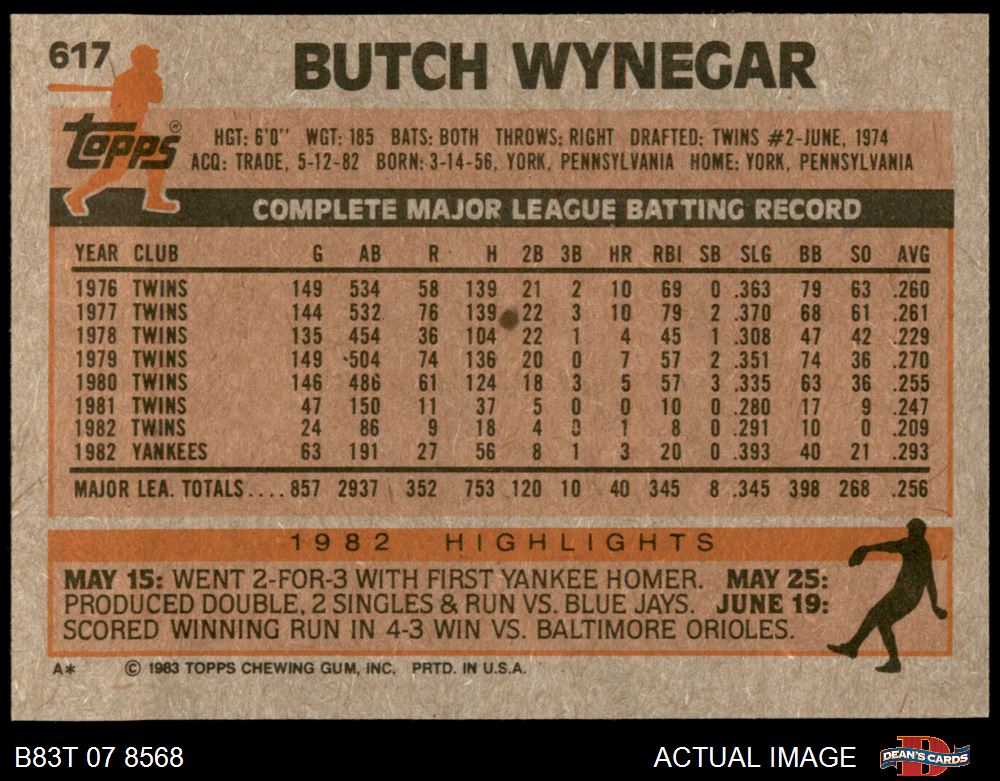 617 BUTCH WYNEGAR
Topps®
HGT: 6'0" WGT: 185 BATS: BOTH THROWS: RIGHT DRAFTED: TWINS #2-JUNE, 1974
ACQ: TRADE, 5-12-82 BORN: 3-14-56, YORK, PENNSYLVANIA HOME: YORK, PENNSYLVANIA
COMPLETE MAJOR LEAGUE BATTING RECORD
YEAR CLUB G AB R H 2B 3B HR RBI SB SLG BB SO AVG
1976 TWINS 149 534 58 139 21 2 10 69 0 .363 79 63 .260
1977 TWINS 144 532 76 139 22 3 10 79 2 .370 68 61 .261
1978 TWINS 135 454 36 104 22 1 4 45 1 .308 47 42 .229
1979 TWINS 149 504 74 136 20 0 7 57 2 .351 74 36 .270
1980 TWINS 146 486 61 124 18 3 5 57 3 .335 63 36 .255
1981 TWINS 47 150 11 37 5 0 0 10 0 .280 17 9 .247
1982 TWINS 24 86 9 18 4 0 1 8 0 .291 10 0 .209
1982 YANKEES 63 191 27 56 8 1 3 20 0 .393 40 21 .293
MAJOR LEA. TOTALS.... 857 2937 352 753 120 10 40 345 8 .345 398 268 .256
1982 HIGHLIGHTS
MAY 15: WENT 2-FOR-3 WITH FIRST YANKEE HOMER. MAY 25:
PRODUCED DOUBLE, 2 SINGLES & RUN VS. BLUE JAYS. JUNE 19:
SCORED WINNING RUN IN 4-3 WIN VS. BALTIMORE ORIOLES.
A* © 1983 TOPPS CHEWING GUM, INC. PRTD. IN U.S.A.
B83T 07 8568 ACTUAL IMAGE D DEAN'S CARDS